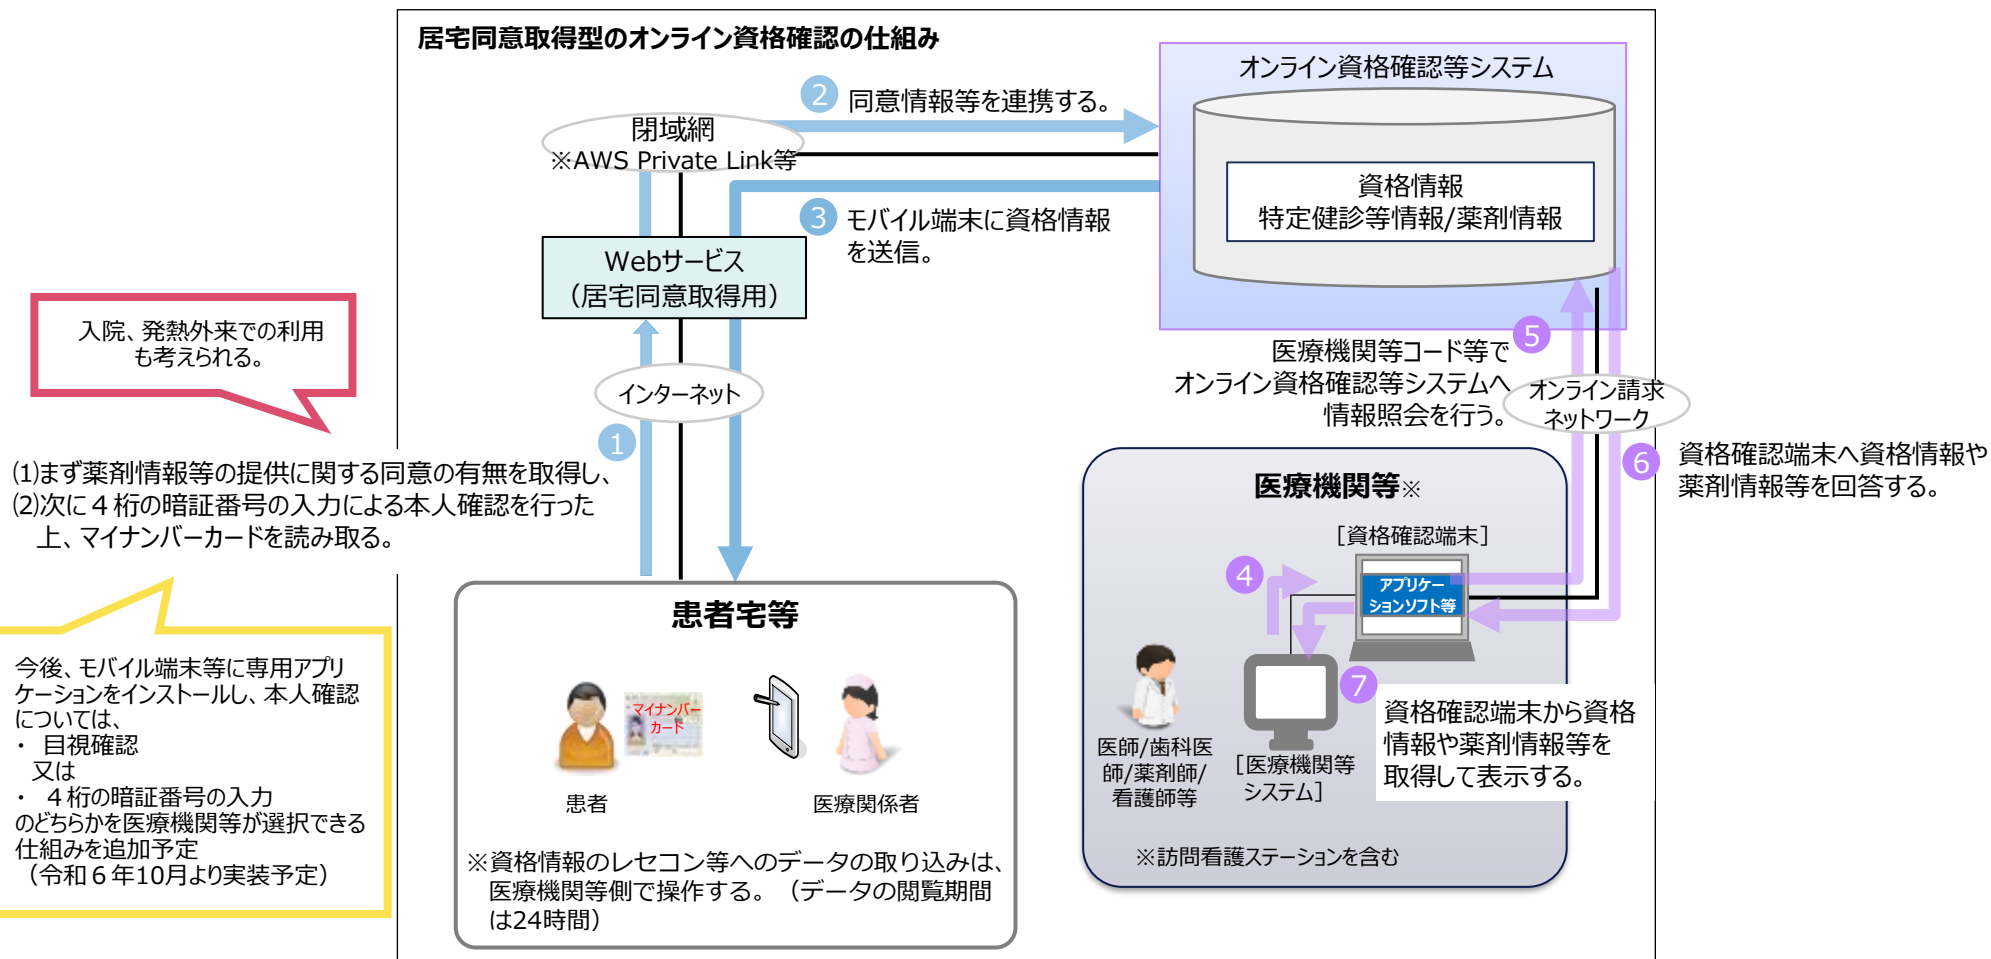 居宅同意取得型のオンライン資格確認の仕組み
オンライン資格確認等システム
2 同意情報等を連携する。
閉域網
※AWS Private Link等
資格情報
特定健診等情報/薬剤情報
3 モバイル端末に資格情報
を送信。
Webサービス
（居宅同意取得用）
入院、発熱外来での利用
も考えられる。
5
医療機関等コード等で
オンライン資格確認等システムへ
情報照会を行う。
オンライン請求
ネットワーク
インターネット
1
⑴まず薬剤情報等の提供に関する同意の有無を取得し、
⑵次に４桁の暗証番号の入力による本人確認を行った
上、マイナンバーカードを読み取る。
6 資格確認端末へ資格情報や
薬剤情報等を回答する。
医療機関等※
［資格確認端末］
4
アプリケー
ションソフト等
患者宅等
今後、モバイル端末等に専用アプリ
ケーションをインストールし、本人確認
については、
・ 目視確認
又は
・ ４桁の暗証番号の入力
のどちらかを医療機関等が選択できる
仕組みを追加予定
（令和６年10月より実装予定）
マイナンバー
カード
患者
医療関係者
※資格情報のレセコン等へのデータの取り込みは、
医療機関等側で操作する。（データの閲覧期間
は24時間）
医師/歯科医
師/薬剤師/
看護師等
［医療機関等
システム］
7
資格確認端末から資格
情報や薬剤情報等を
取得して表示する。
※訪問看護ステーションを含む